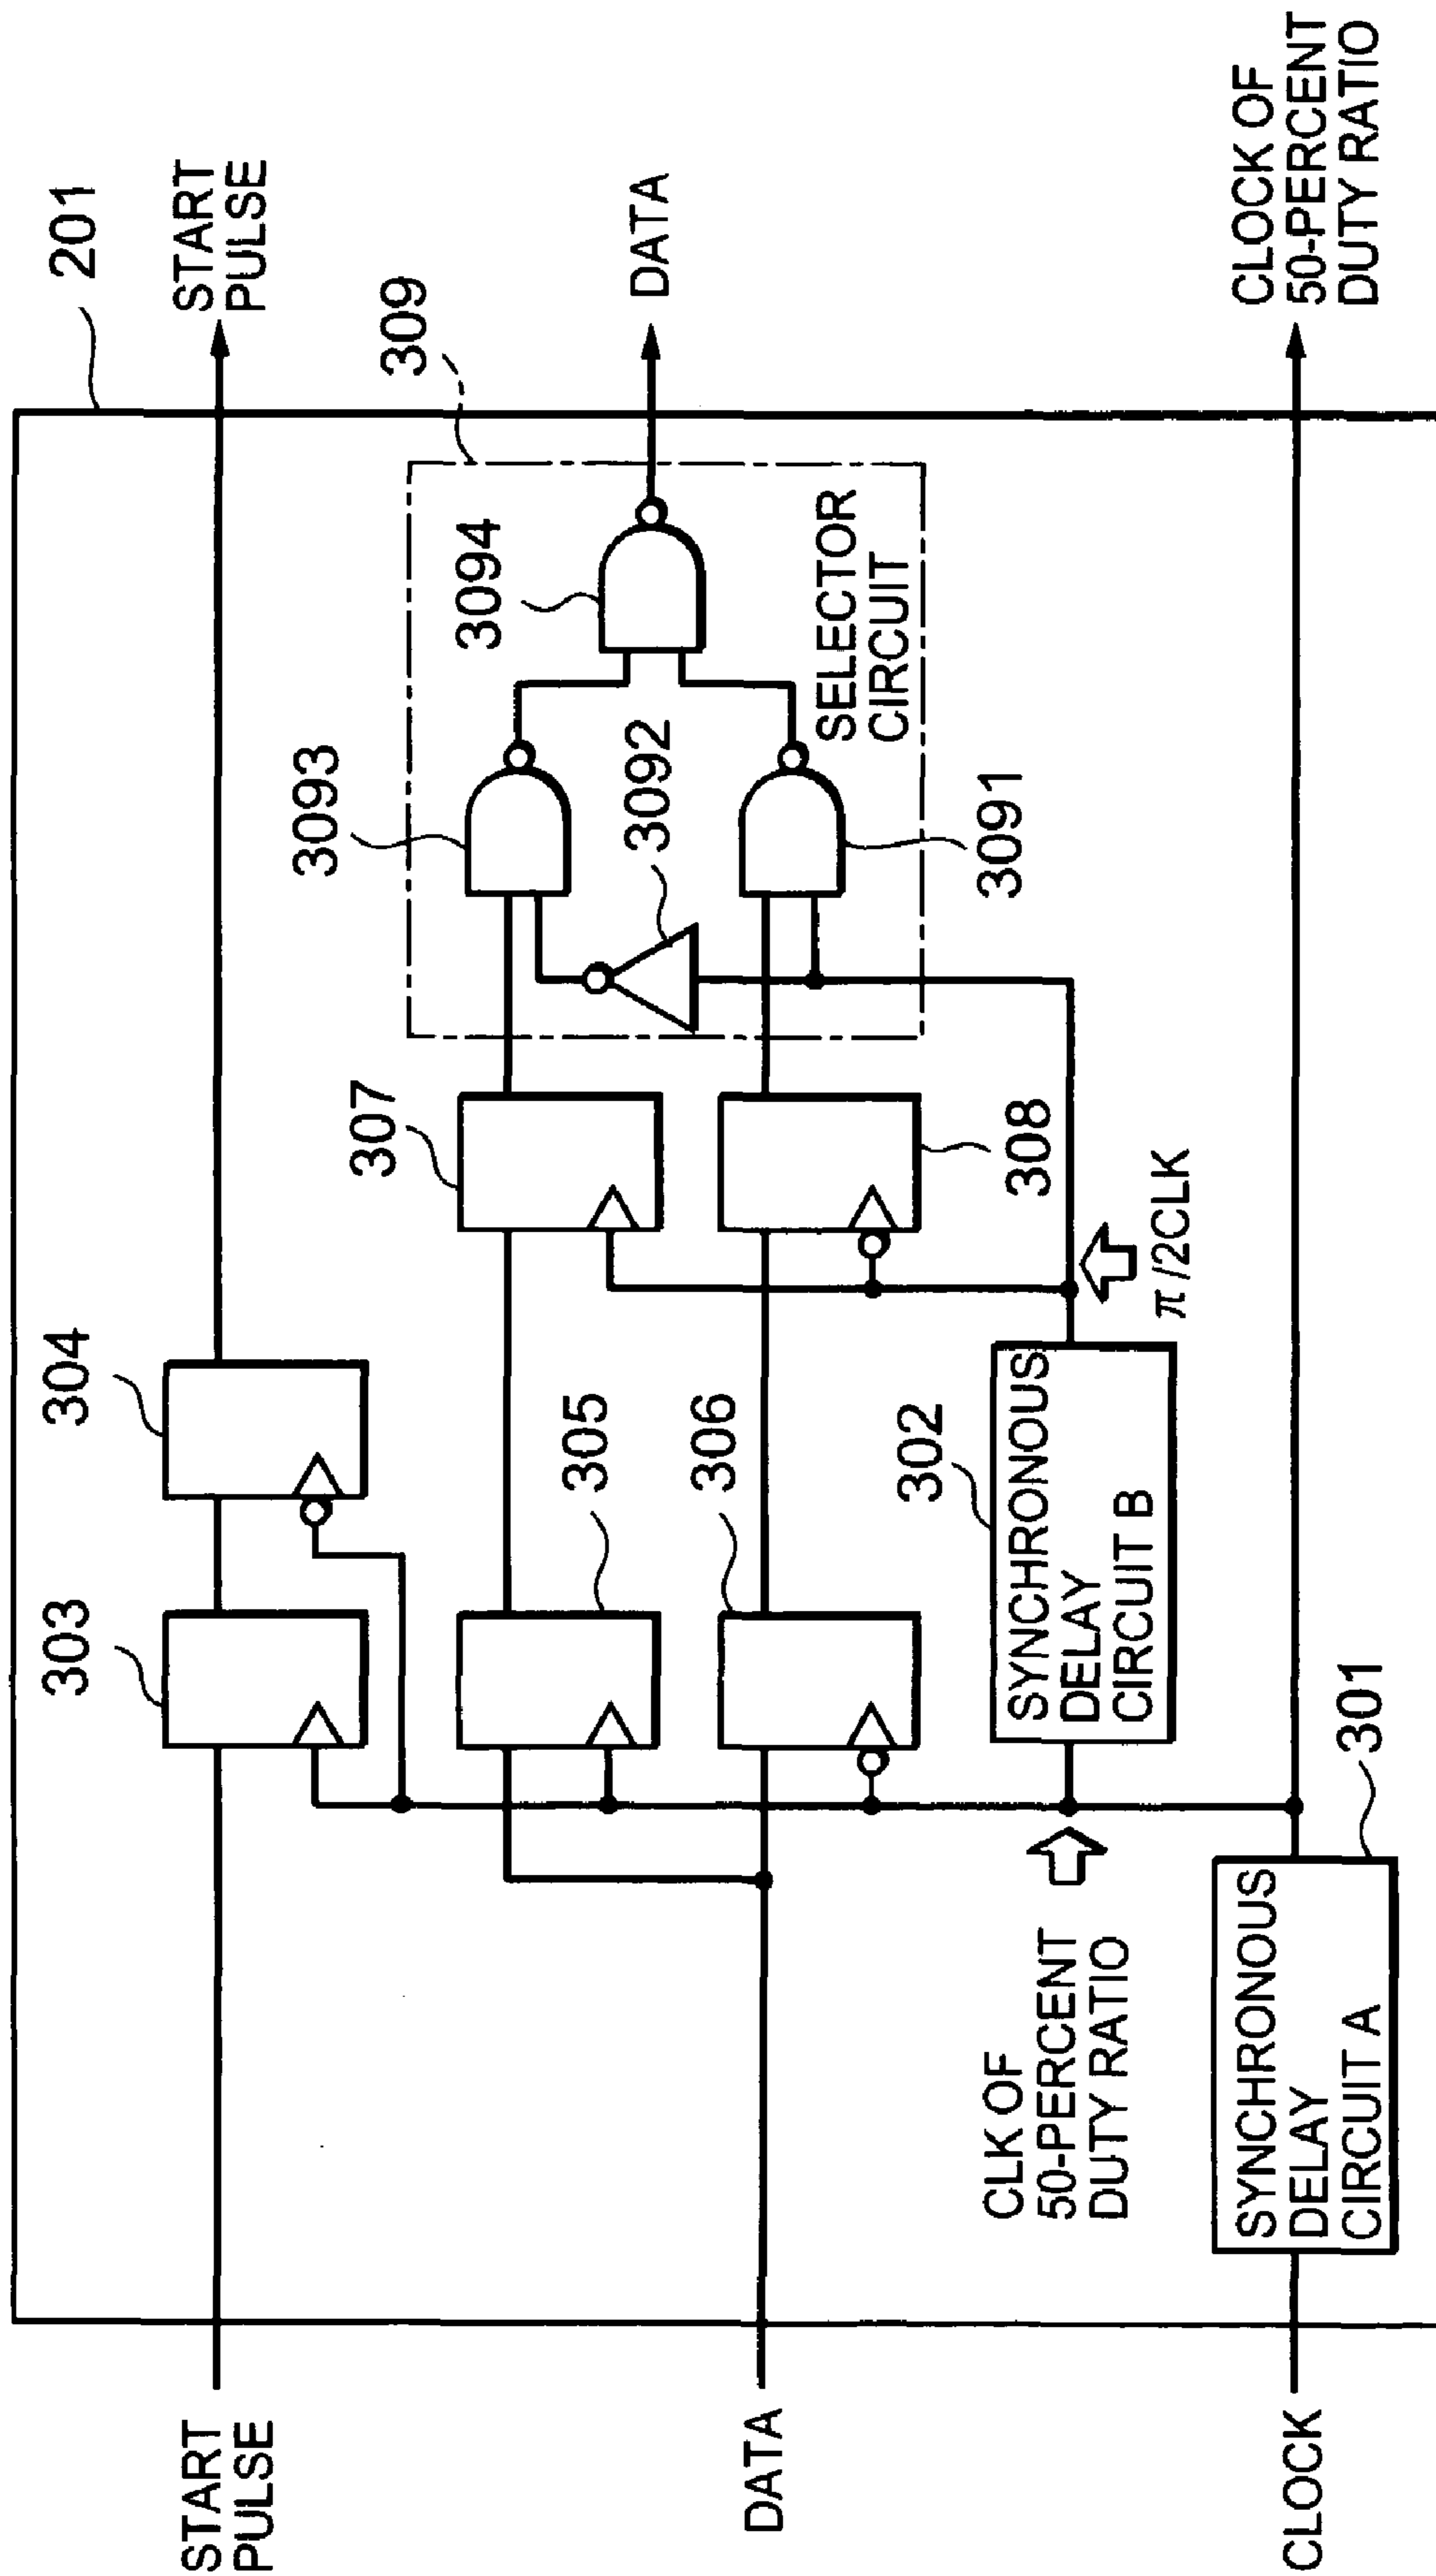 201
START
PULSE
303
304
START
PULSE
309
DATA
305
307
3093
3094
3092
306
308
3091
SELECTOR
CIRCUIT
DATA
CLK OF
50-PERCENT
DUTY RATIO
302
SYNCHRONOUS
DELAY
CIRCUIT B
π/2CLK
CLOCK
SYNCHRONOUS
DELAY
CIRCUIT A
301
CLOCK OF
50-PERCENT
DUTY RATIO